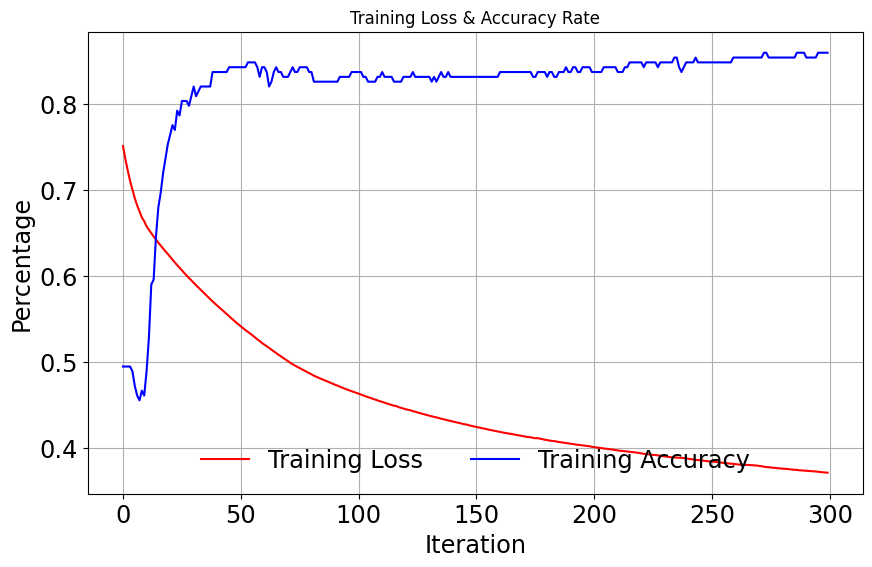 Training Loss & Accuracy Rate
Percentage
0.8
0.7
0.6
0.5
0.4
Training Loss
Training Accuracy
0 50 100 150 200 250 300
Iteration